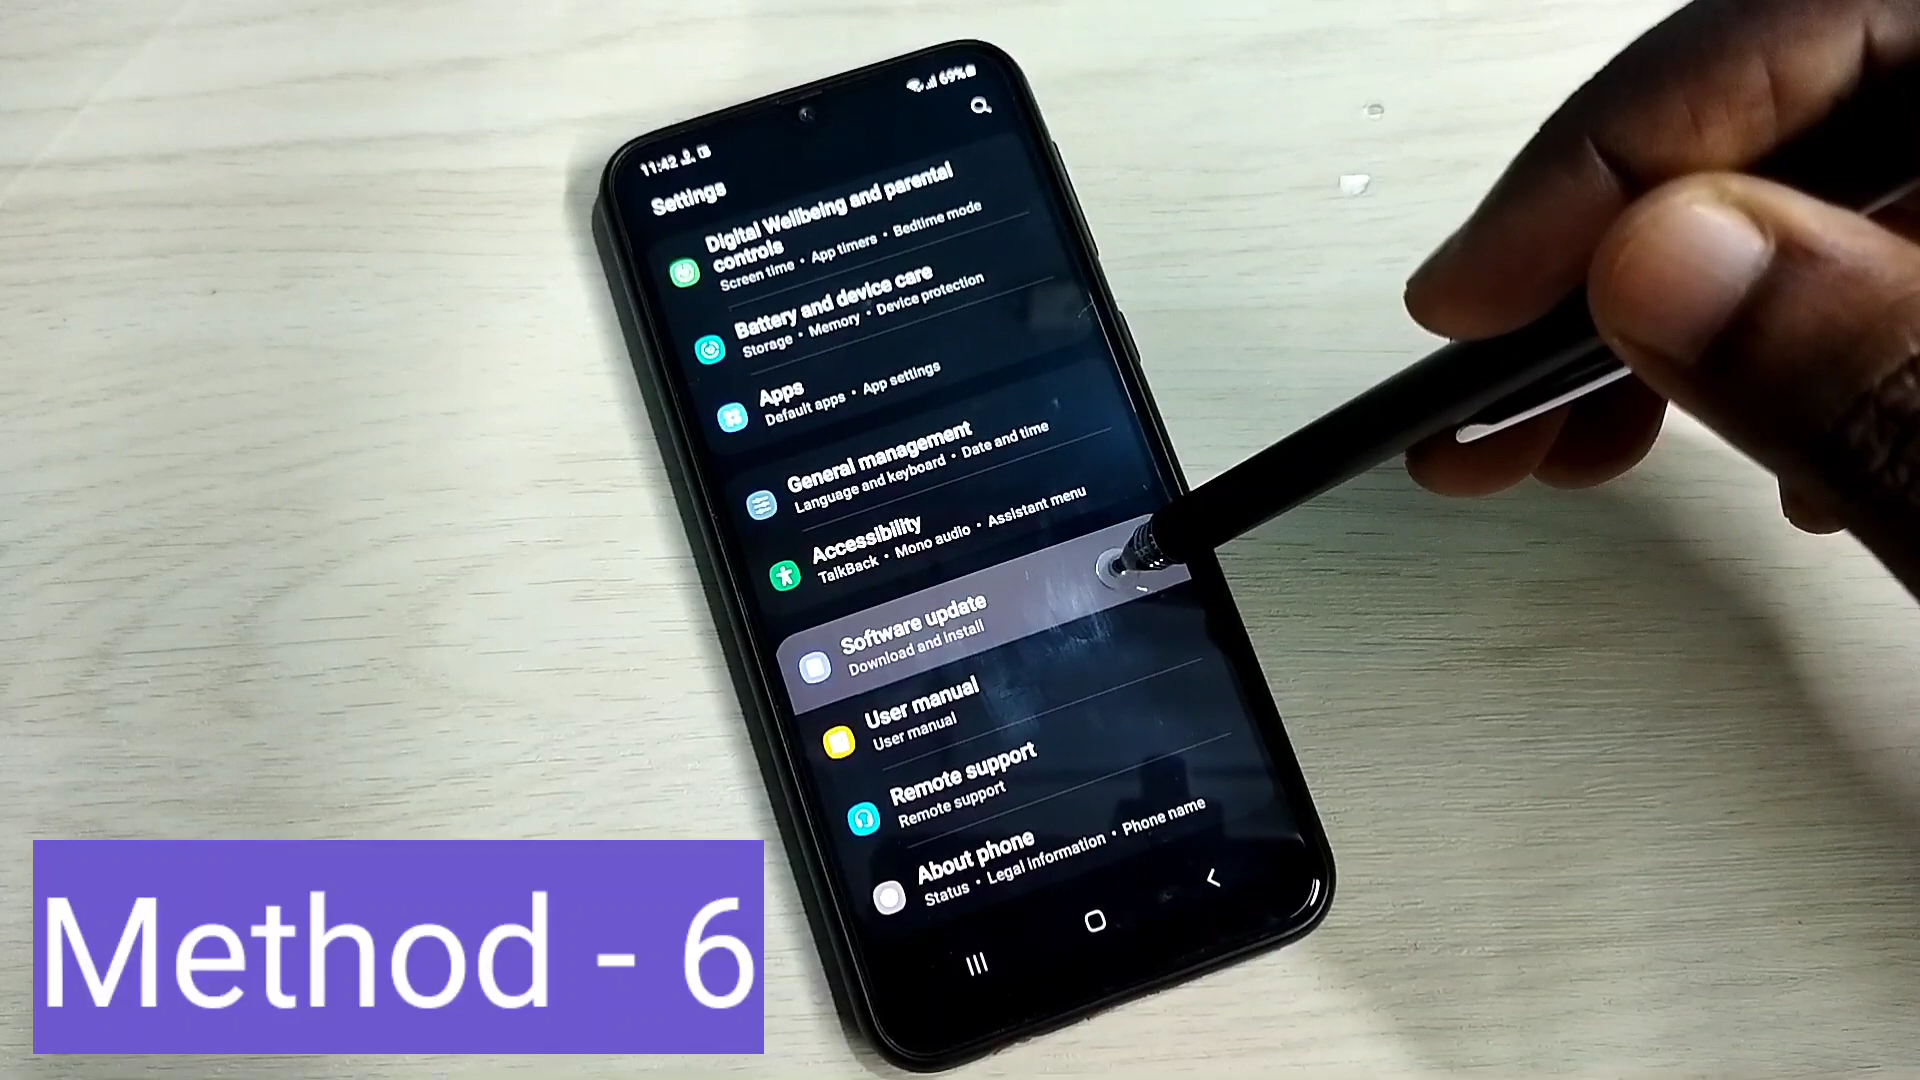 11:42
69%
Settings
Digital Wellbeing and parental
controls
Screen time • App timers • Bedtime mode
Battery and device care
Storage • Memory • Device protection
Apps
Default apps • App settings
General management
Language and keyboard • Date and time
Accessibility
TalkBack • Mono audio • Assistant menu
Software update
Download and install
User manual
User manual
Remote support
Remote support
About phone
Status • Legal information • Phone name
Method - 6